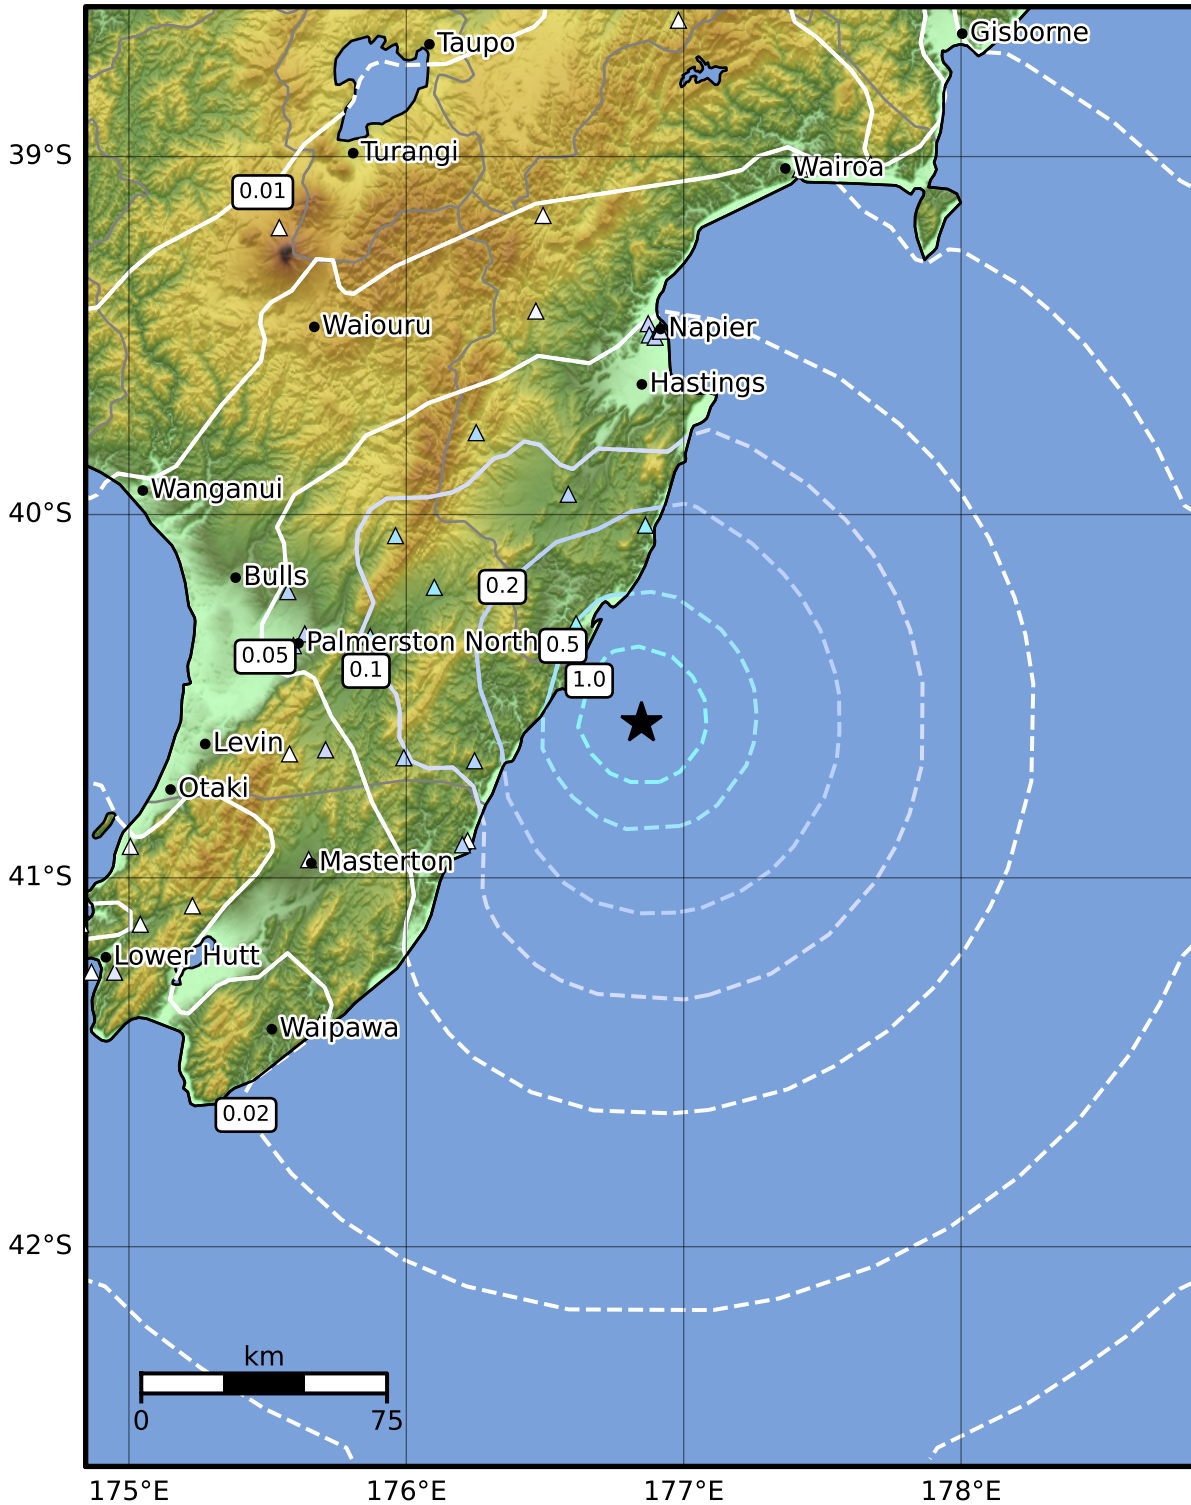 Gisborne
Taupo
39°S
Turangi
Wairoa
0.01
Waiouru
Napier
Hastings
Wanganui
40°S
Bulls
0.2
Palmerston North
0.5
0.05
0.1
1.0
Levin
Otaki
Masterton
41°S
Lower Hutt
Waipawa
0.02
42°S
km
0
75
175°E
176°E
177°E
178°E